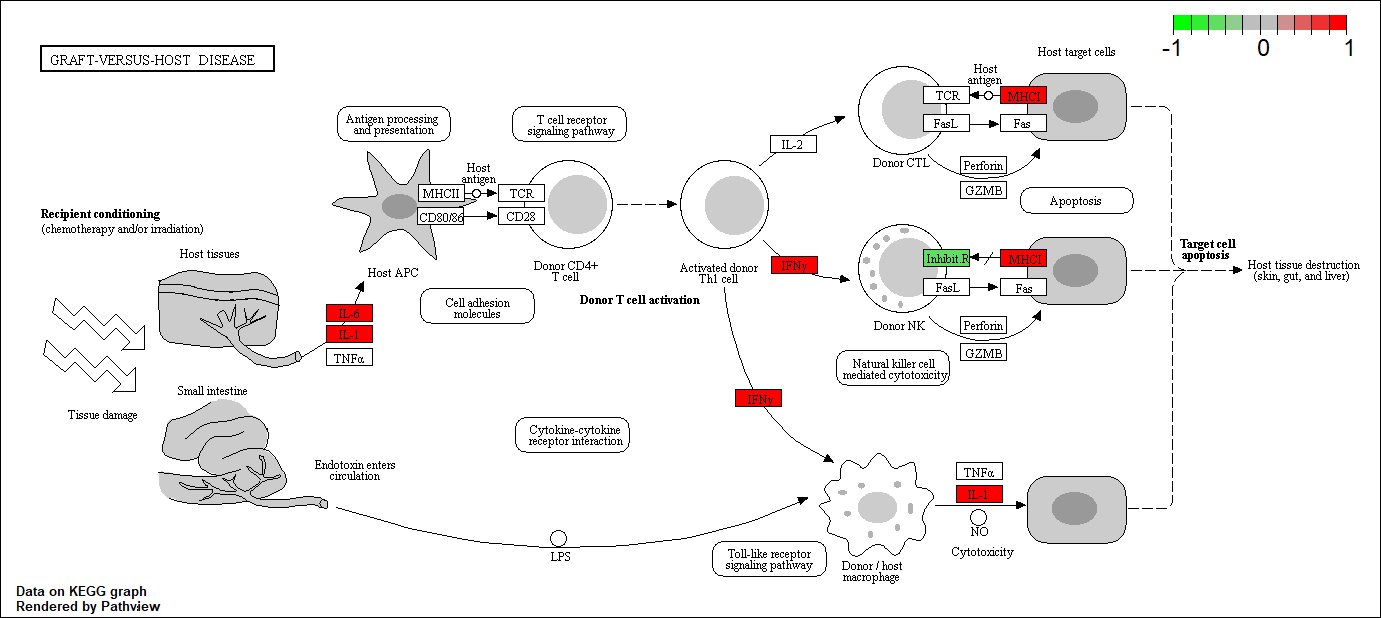 -1 0 1
GRAFT-VERSUS-HOST DISEASE
Host target cells
Host
antigen
TCR
MHCI
FasL
Fas
Donor CTL
Perforin
GZMB
IL-2
Antigen processing
and presentation
T cell receptor
signaling pathway
Host
antigen
MHCII
TCR
CD80/86
CD28
Host APC
Donor CD4+
T cell
Activated donor
Th1 cell
Apoptosis
Recipient conditioning
(chemotherapy and/or irradiation)
Host tissues
IFNγ
Inhibit.R
MHCI
FasL
Fas
Donor NK
Perforin
GZMB
Target cell
apoptosis
Host tissue destruction
(skin, gut, and liver)
Cell adhesion
molecules
Donor T cell activation
IL-6
IL-1
TNFα
Natural killer cell
mediated cytotoxicity
Small intestine
Tissue damage
IFNγ
Cytokine-cytokine
receptor interaction
Endotoxin enters
circulation
TNFα
IL-1
NO
Cytotoxicity
LPS
Toll-like receptor
signaling pathway
Donor / host
macrophage
Data on KEGG graph
Rendered by Pathview